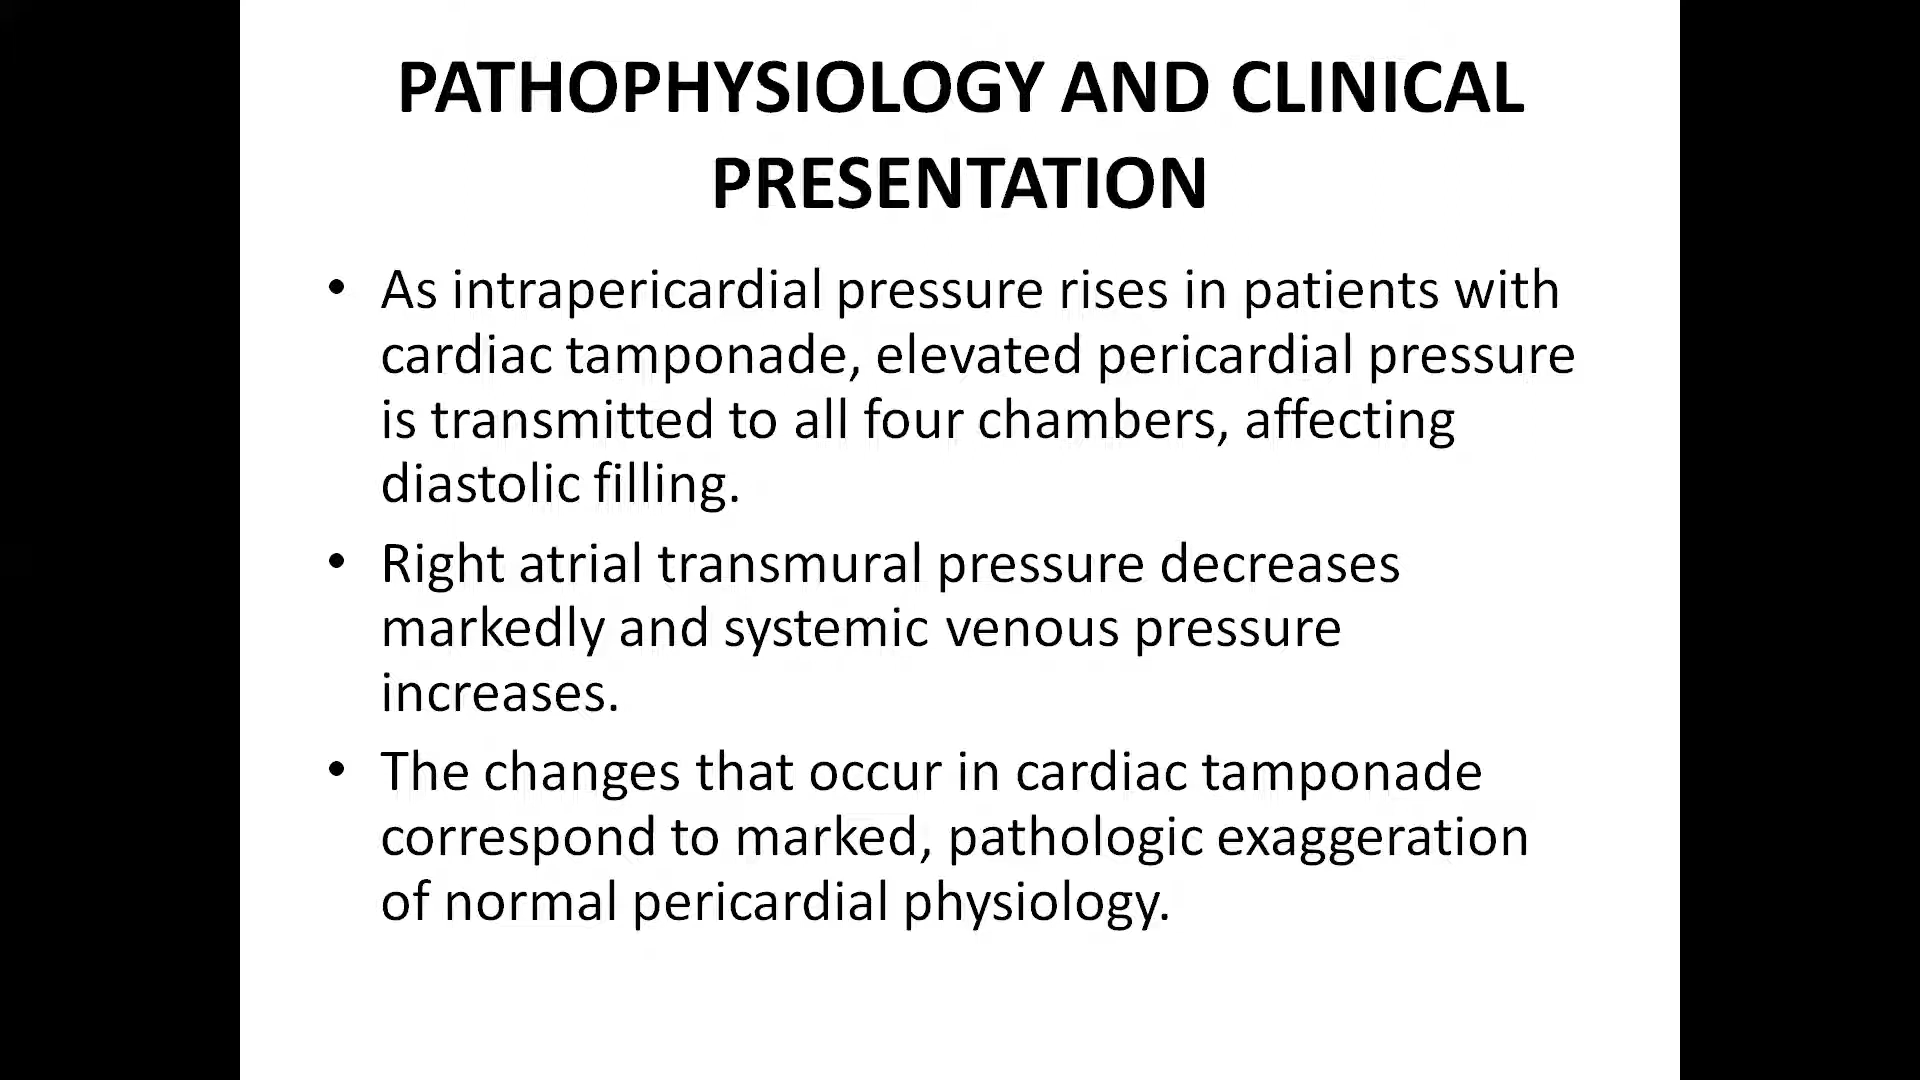 PATHOPHYSIOLOGY AND CLINICAL
PRESENTATION
• As intrapericardial pressure rises in patients with
cardiac tamponade, elevated pericardial pressure
is transmitted to all four chambers, affecting
diastolic filling.
• Right atrial transmural pressure decreases
markedly and systemic venous pressure
increases.
• The changes that occur in cardiac tamponade
correspond to marked, pathologic exaggeration
of normal pericardial physiology.